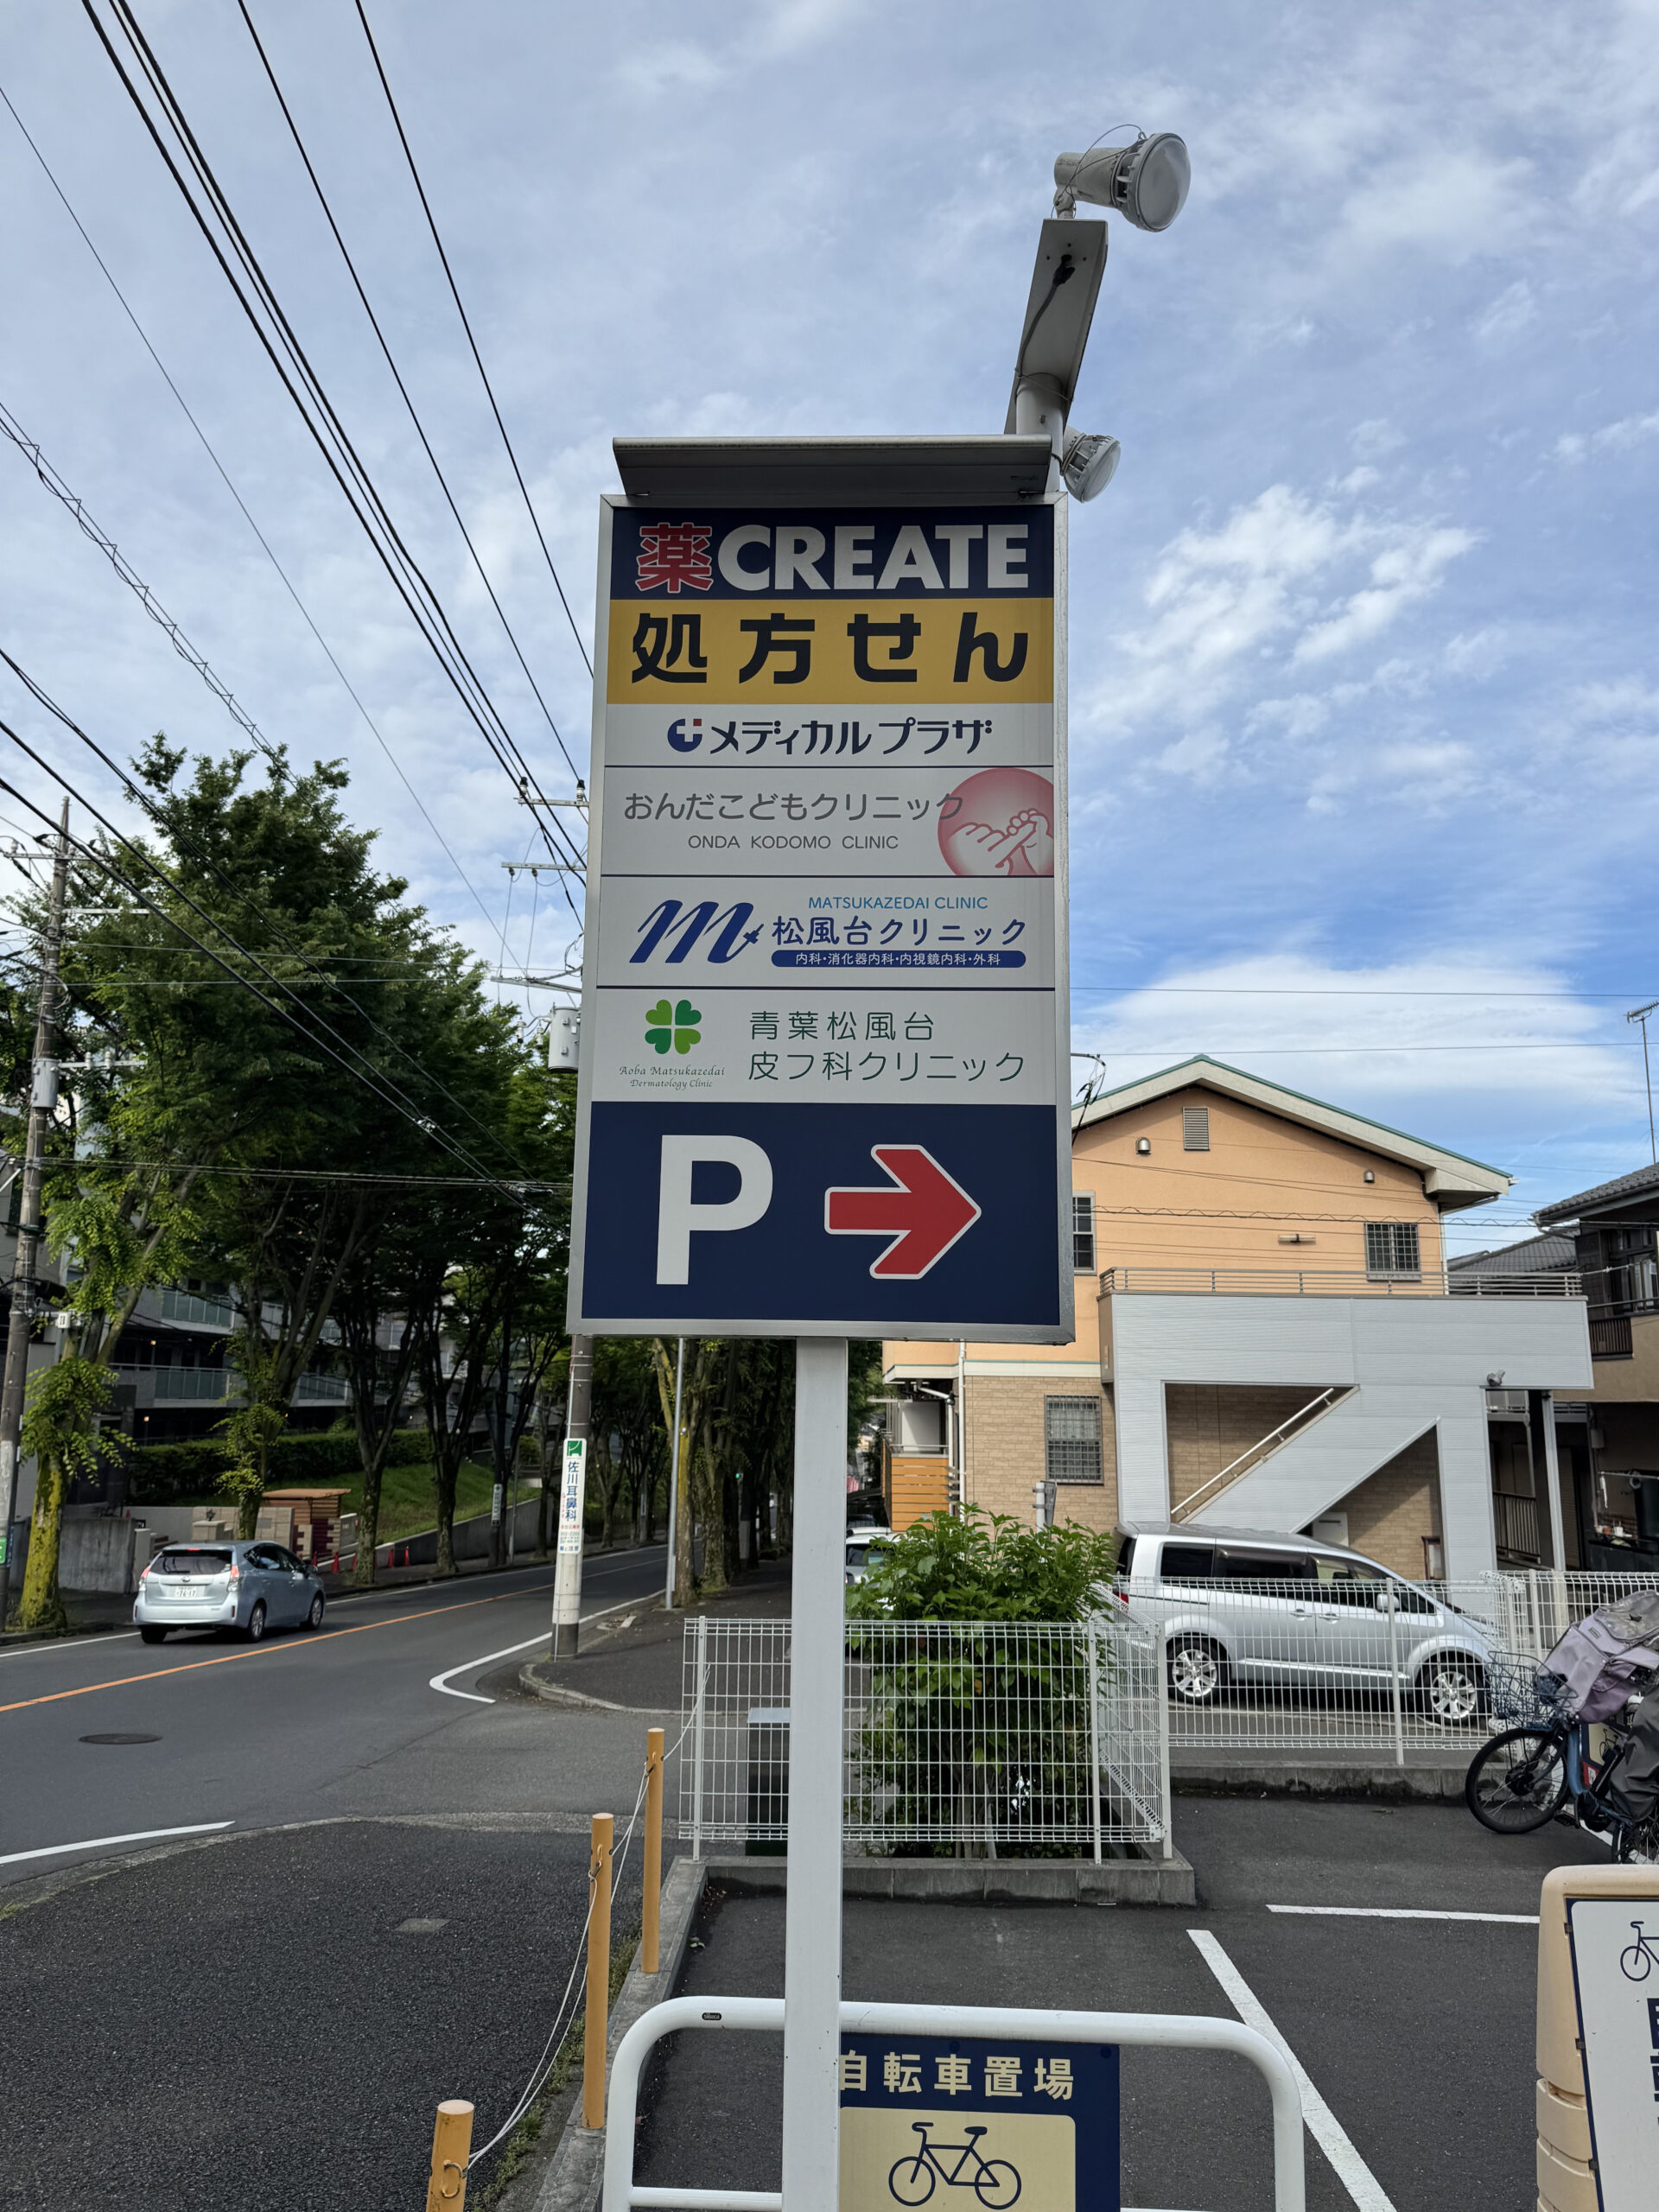 薬CREATE
処方せん
メディカルプラザ
おんだこどもクリニック
ONDA KODOMO CLINIC
MATSUKAZEDAI CLINIC
松風台クリニック
内科・消化器内科・内視鏡内科・外科
青葉松風台
皮フ科クリニック
Aoba Matsukazedai
Dermatology Clinic
P
佐川耳鼻科
自転車置場